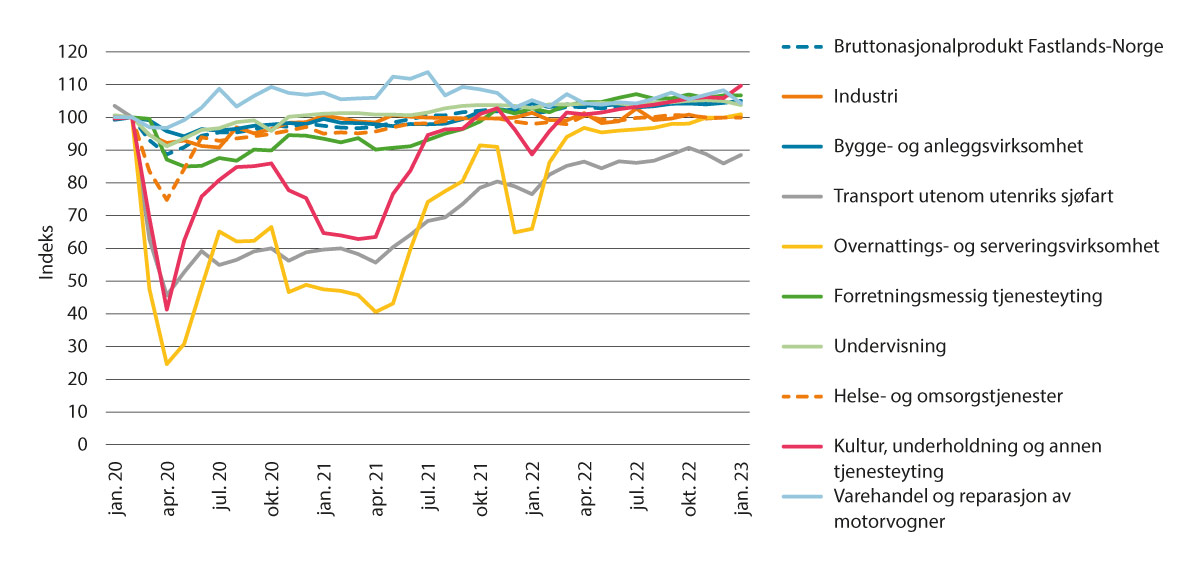 120
110
100
90
80
70
60
50
40
30
20
10
0
Indeks
jan. 20
apr. 20
jul. 20
okt. 20
jan. 21
apr. 21
jul. 21
okt. 21
jan. 22
apr. 22
jul. 22
okt. 22
jan. 23
Bruttonasjonalprodukt Fastlands-Norge
Industri
Bygge- og anleggsvirksomhet
Transport utenom utenriks sjøfart
Overnattings- og serveringsvirksomhet
Forretningsmessig tjenesteyting
Undervisning
Helse- og omsorgstjenester
Kultur, underholdning og annen
tjenesteyting
Varehandel og reparasjon av
motorvogner